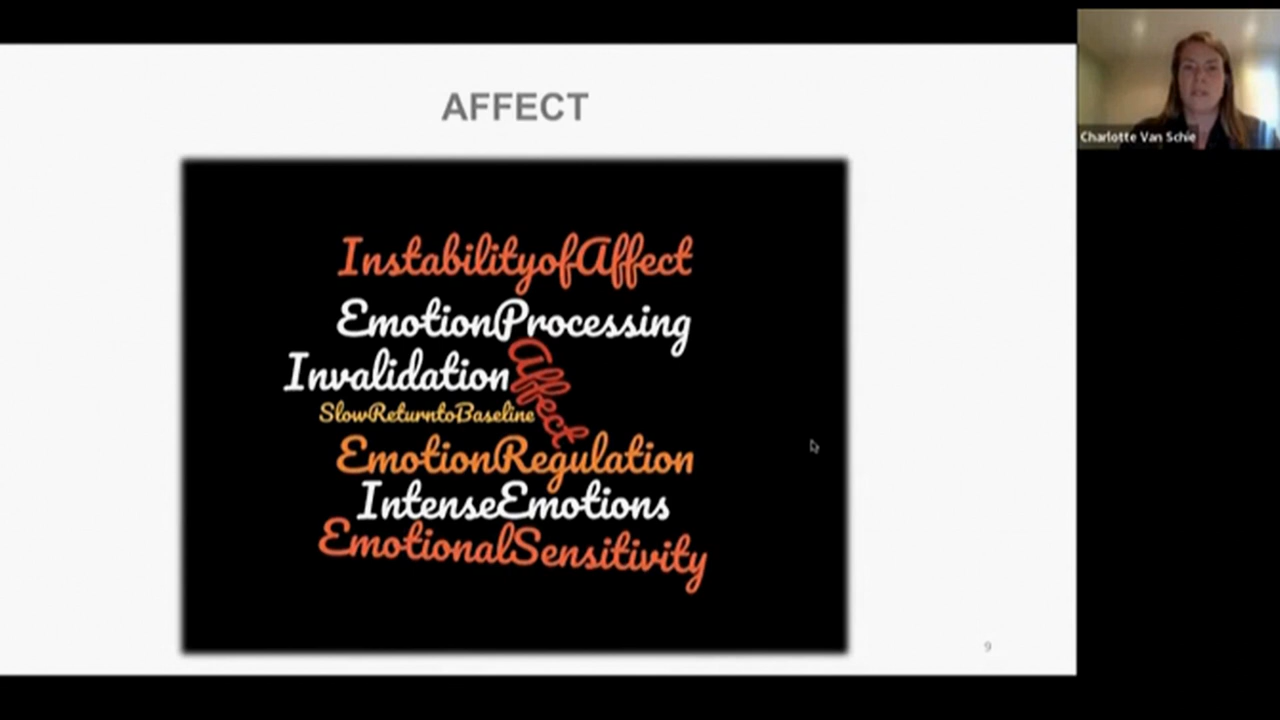 AFFECT
Charlotte Van Schie
InstabilityofAffect
EmotionProcessing
Affect
Invalidation
SlowReturntoBaseline
EmotionRegulation
IntenseEmotions
EmotionalSensitivity
9